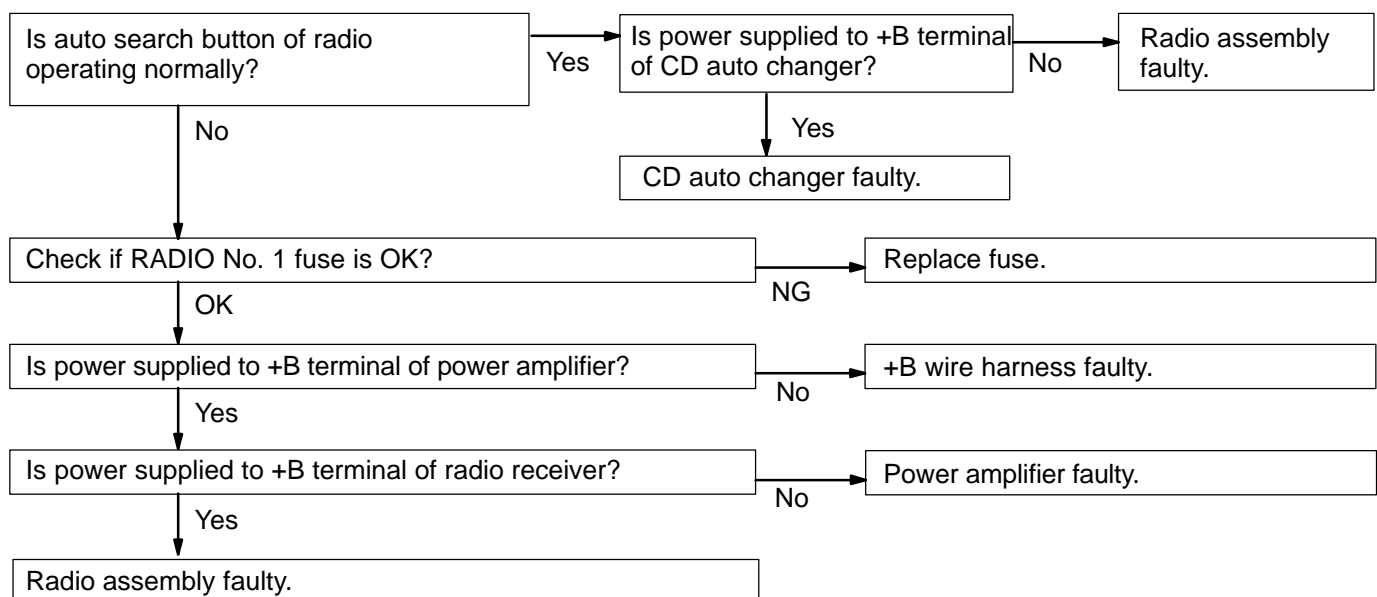 Is auto search button of radio
operating normally?
Yes
Is power supplied to +B terminal
of CD auto changer?
No
Radio assembly
faulty.
No
Yes
CD auto changer faulty.
Check if RADIO No. 1 fuse is OK?
NG
Replace fuse.
OK
Is power supplied to +B terminal of power amplifier?
No
+B wire harness faulty.
Yes
Is power supplied to +B terminal of radio receiver?
No
Power amplifier faulty.
Yes
Radio assembly faulty.